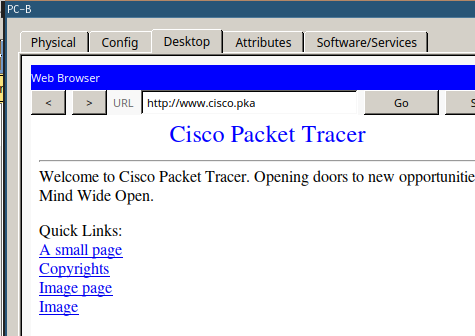 PC-B
Physical Config Desktop Attributes Software/Services
Web Browser
< > URL http://www.cisco.pka Go
Cisco Packet Tracer
Welcome to Cisco Packet Tracer. Opening doors to new
Mind Wide Open.
Quick Links:
A small page
Copyrights
Image page
Image